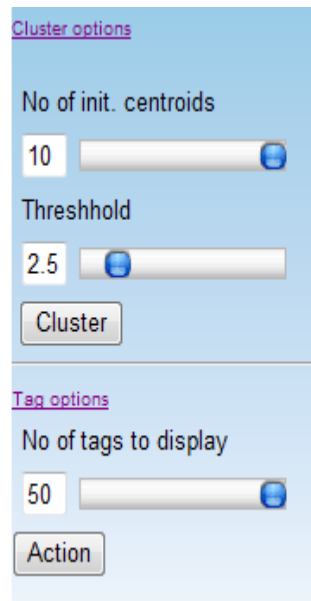 Cluster options
No of init. centroids
10
Threshhold
2.5
Cluster
Tag options
No of tags to display
50
Action